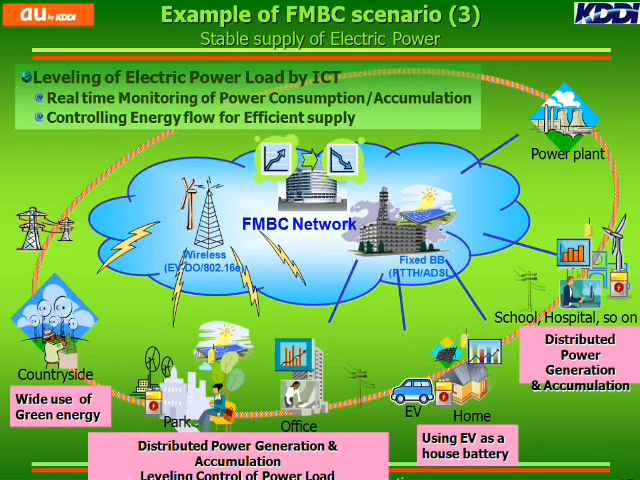 au by KDDI
Example of FMBC scenario (3)
KDDI
Stable supply of Electric Power
Leveling of Electric Power Load by ICT
Real time Monitoring of Power Consumption/Accumulation
Controlling Energy flow for Efficient supply
Power plant
FMBC Network
Wireless
(EV-DO/802.16e)
Fixed BB
(FTTH/ADSL
School, Hospital, so on
Distributed
Power
Generation
& Accumulation
Countryside
Wide use of
Green energy
Park
Office
EV
Home
Using EV as a
house battery
Distributed Power Generation &
Accumulation
Leveling Control of Power Load